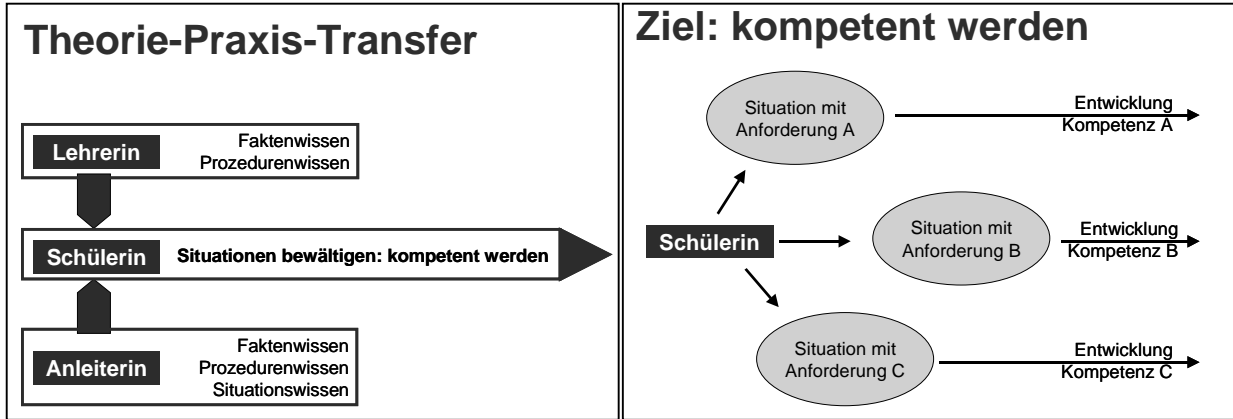 Theorie-Praxis-Transfer
Lehrerin
Faktenwissen
Prozedurenwissen
Schülerin
Situationen bewältigen: kompetent werden
Anleiterin
Faktenwissen
Prozedurenwissen
Situationswissen
Ziel: kompetent werden
Situation mit
Anforderung A
Entwicklung
Kompetenz A
Schülerin
Situation mit
Anforderung B
Entwicklung
Kompetenz B
Situation mit
Anforderung C
Entwicklung
Kompetenz C